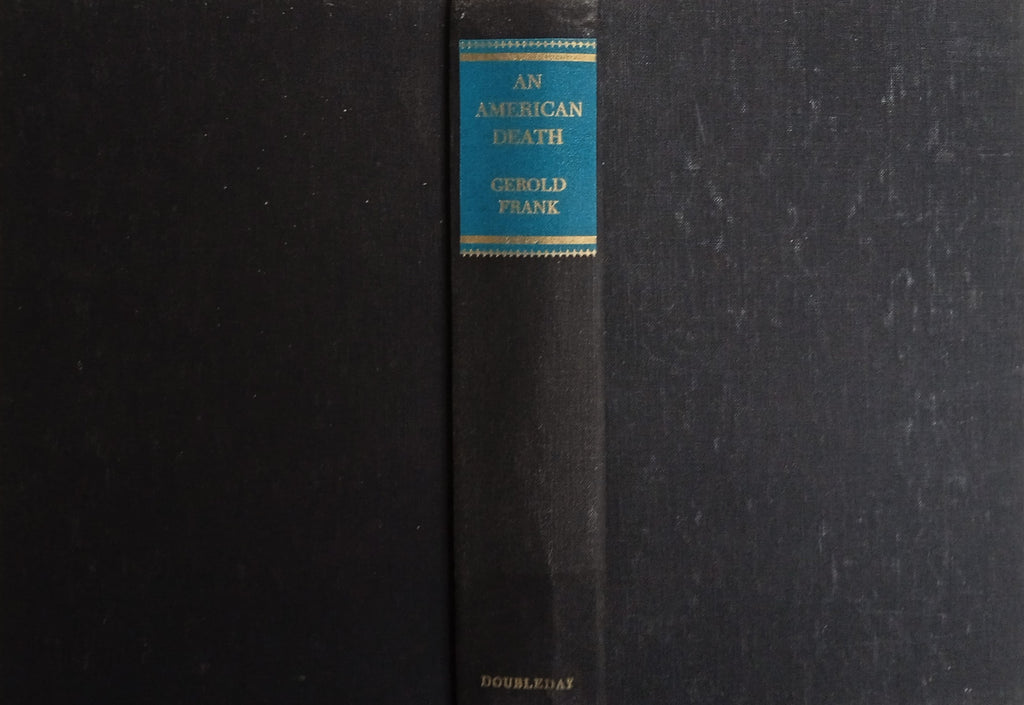 AN
AMERICAN
DEATH
GEROLD
FRANK
DOUBLEDAY